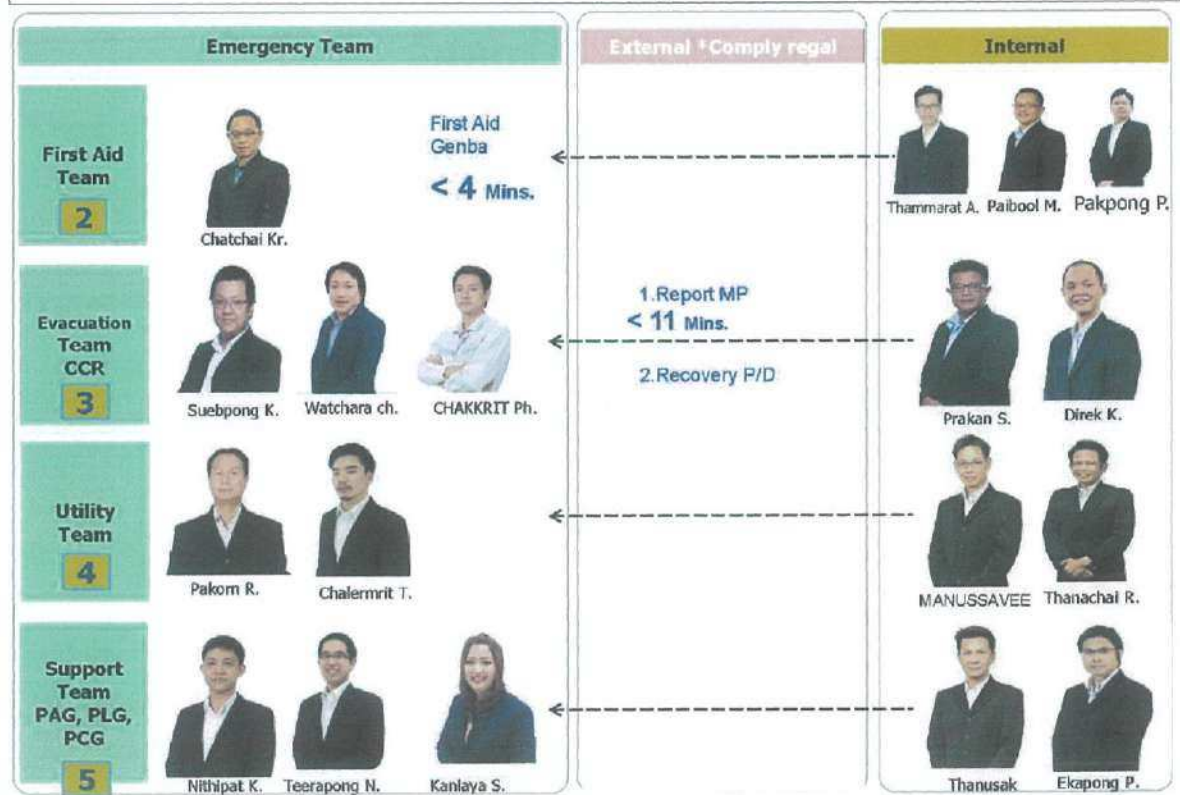 Emergency Team
External *Comply regal
Internal
First Aid
Team
2
Chatchai Kr.
First Aid
Genba
< 4 Mins.
Thammarat A.
Paibool M.
Pakpong P.
Evacuation
Team
CCR
3
Suebpong K.
Watchara ch.
CHAKKRIT Ph.
1.Report MP
< 11 Mins.
2.Recovery P/D
Prakan S.
Direk K.
Utility
Team
4
Pakorn R.
Chalermrit T.
MANUSSAVEE
Thanachai R.
Support
Team
PAG, PLG,
PCG
5
Nithipat K.
Teerapong N.
Kanlaya S.
Thanusak
Ekapong P.